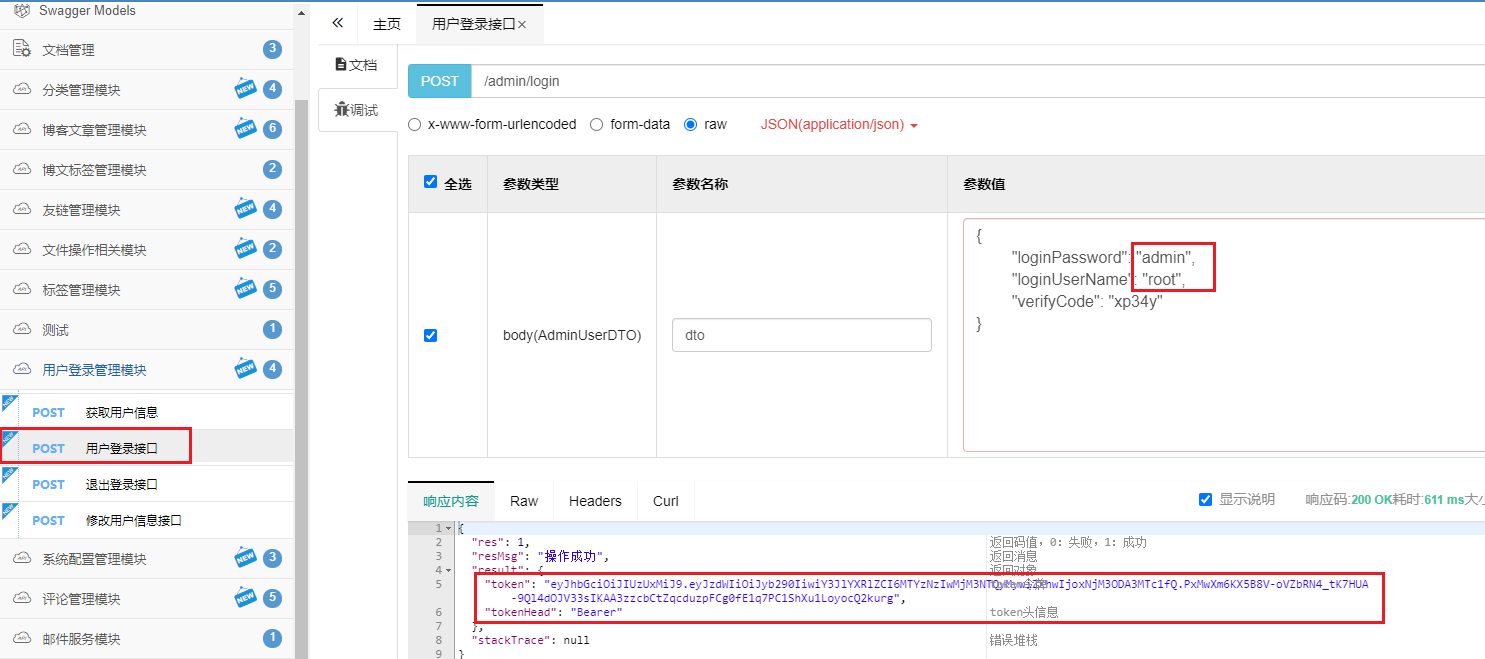 Swagger Models
文档管理 3
分类管理模块 NEW 4
博客文章管理模块 NEW 6
博文标签管理模块 2
友链管理模块 NEW 4
文件操作相关模块 NEW 2
标签管理模块 NEW 5
测试 1
用户登录管理模块 NEW 4
NEW POST 获取用户信息
NEW POST 用户登录接口
NEW POST 退出登录接口
NEW POST 修改用户信息接口
系统配置管理模块 NEW 3
评论管理模块 NEW 5
邮件服务模块 1
主页 用户登录接口×
文档
调试
POST /admin/login
x-www-form-urlencoded form-data raw JSON(application/json)
全选 参数类型 参数名称 参数值
body(AdminUserDTO) dto
{
"loginPassword": "admin",
"loginUserName": "root",
"verifyCode": "xp34y"
}
响应内容 Raw Headers Curl 显示说明 响应码:200 OK耗时:611 ms大小
1 {
2 "res": 1, 返回码值，0：失败，1：成功
3 "resMsg": "操作成功", 返回消息
4 "result": { 返回对象
5 "token":
-9Ql4dOJV33sIKAA3zzcbCtZqcduzpFCg0fE1q7PC1ShXu1LoyocQ2kurg",
6 "tokenHead": "Bearer" token头信息
7 },
8 "stackTrace": null 错误堆栈
9 }